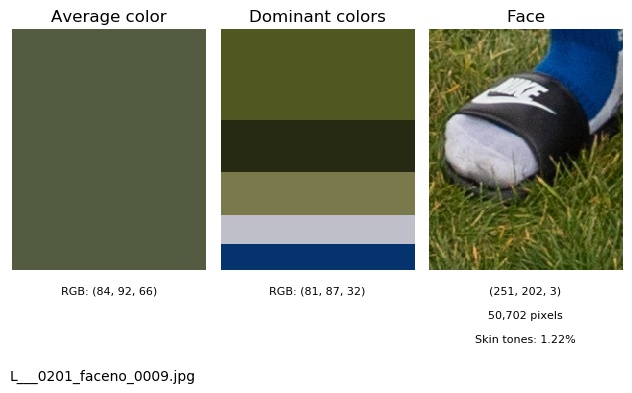 Average color
Dominant colors
Face
NIKE
RGB: (84, 92, 66)
RGB: (81, 87, 32)
(251, 202, 3)
50,702 pixels
Skin tones: 1.22%
L___0201_faceno_0009.jpg